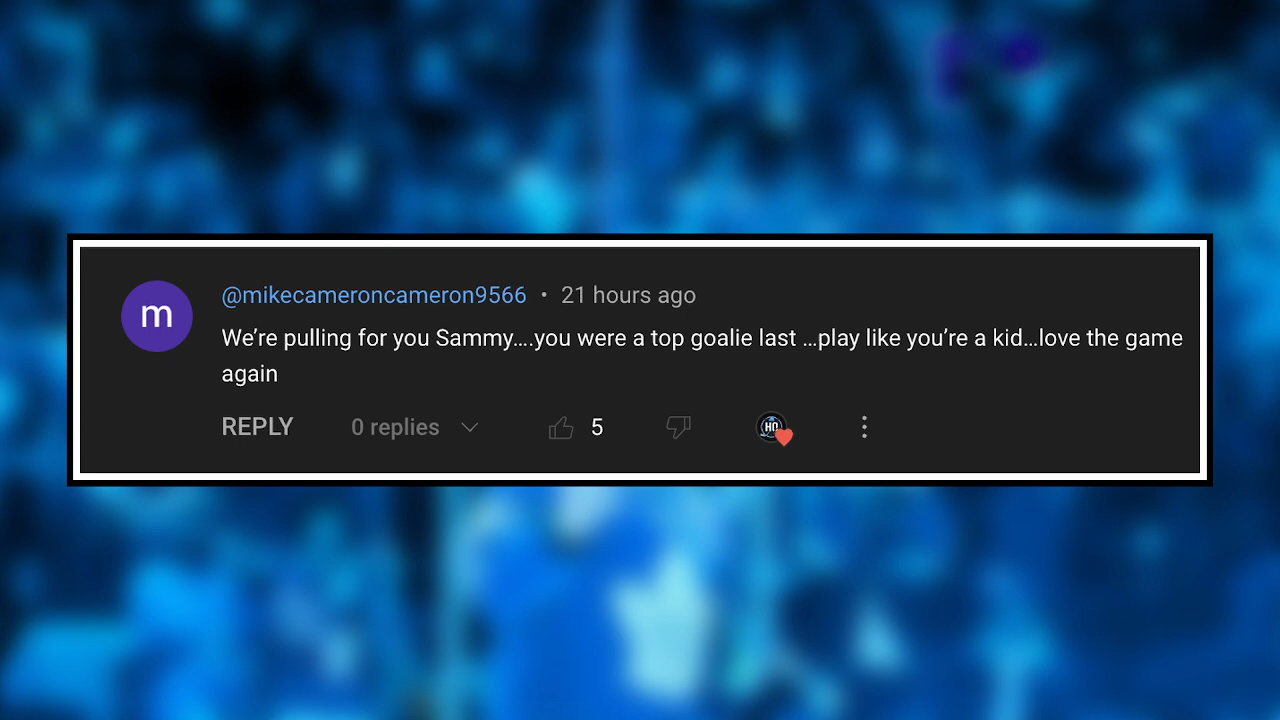 m
@mikecameroncameron9566 • 21 hours ago
We're pulling for you Sammy....you were a top goalie last ...play like you're a kid...love the game
again
REPLY 0 replies 5 HQ